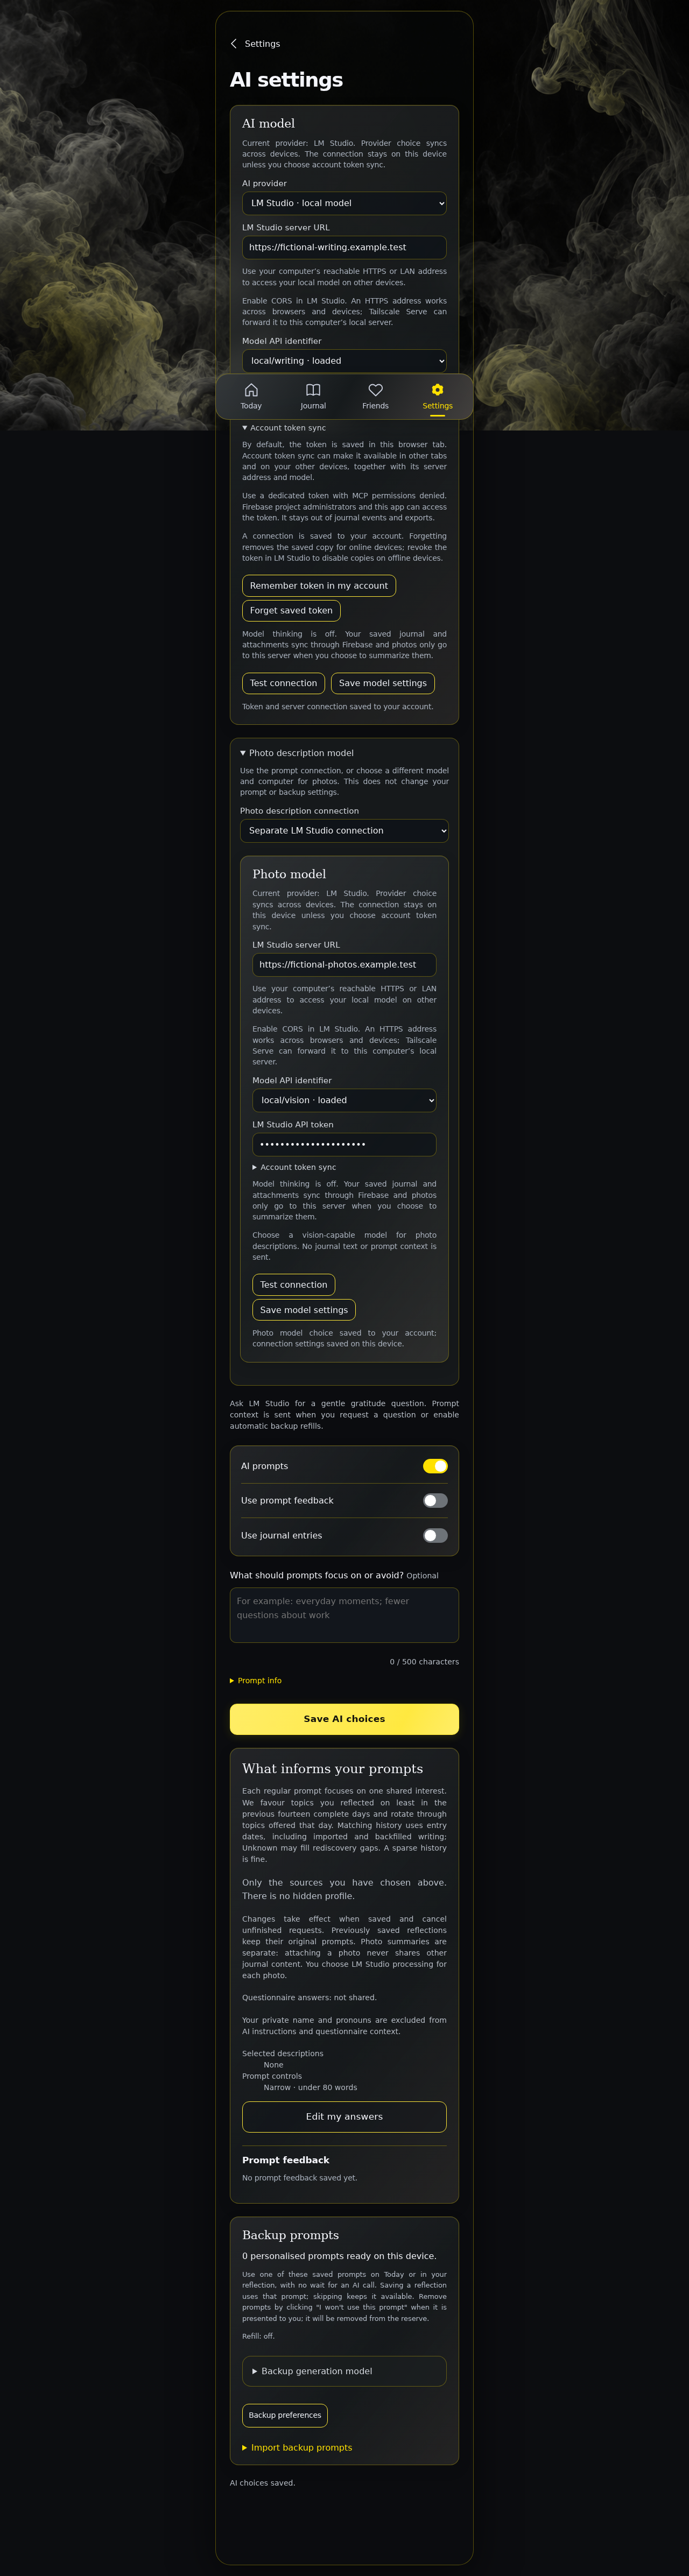 Settings
AI settings
AI model
Current provider: LM Studio. Provider choice syncs
across devices. The connection stays on this device
unless you choose account token sync.
AI provider
LM Studio · local model
LM Studio server URL
https://fictional-writing.example.test
Use your computer's reachable HTTPS or LAN address
to access your local model on other devices.
Enable CORS in LM Studio. An HTTPS address works
across browsers and devices; Tailscale Serve can
forward it to this computer's local server.
Model API identifier
local/writing · loaded
Today
Journal
Friends
Settings
▼ Account token sync
By default, the token is saved in this browser tab.
Account token sync can make it available in other tabs
and on your other devices, together with its server
address and model.
Use a dedicated token with MCP permissions denied.
Firebase project administrators and this app can access
the token. It stays out of journal events and exports.
A connection is saved to your account. Forgetting
removes the saved copy for online devices; revoke the
token in LM Studio to disable copies on offline devices.
Remember token in my account
Forget saved token
Model thinking is off. Your saved journal and
attachments sync through Firebase and photos only go
to this server when you choose to summarize them.
Test connection
Save model settings
Token and server connection saved to your account.
▼ Photo description model
Use the prompt connection, or choose a different model
and computer for photos. This does not change your
prompt or backup settings.
Photo description connection
Separate LM Studio connection
Photo model
Current provider: LM Studio. Provider choice
syncs across devices. The connection stays on
this device unless you choose account token
sync.
LM Studio server URL
https://fictional-photos.example.test
Use your computer's reachable HTTPS or LAN
address to access your local model on other
devices.
Enable CORS in LM Studio. An HTTPS address
works across browsers and devices; Tailscale
Serve can forward it to this computer's local
server.
Model API identifier
local/vision · loaded
LM Studio API token
•••••••••••••••••••••
▶ Account token sync
Model thinking is off. Your saved journal and
attachments sync through Firebase and photos
only go to this server when you choose to
summarize them.
Choose a vision-capable model for photo
descriptions. No journal text or prompt context is
sent.
Test connection
Save model settings
Photo model choice saved to your account;
connection settings saved on this device.
Ask LM Studio for a gentle gratitude question. Prompt
context is sent when you request a question or enable
automatic backup refills.
AI prompts
Use prompt feedback
Use journal entries
What should prompts focus on or avoid? Optional
For example: everyday moments; fewer
questions about work
0 / 500 characters
▶ Prompt info
Save AI choices
What informs your prompts
Each regular prompt focuses on one shared interest.
We favour topics you reflected on least in the
previous fourteen complete days and rotate through
topics offered that day. Matching history uses entry
dates, including imported and backfilled writing;
Unknown may fill rediscovery gaps. A sparse history
is fine.
Only the sources you have chosen above.
There is no hidden profile.
Changes take effect when saved and cancel
unfinished requests. Previously saved reflections
keep their original prompts. Photo summaries are
separate: attaching a photo never shares other
journal content. You choose LM Studio processing for
each photo.
Questionnaire answers: not shared.
Your private name and pronouns are excluded from
AI instructions and questionnaire context.
Selected descriptions
None
Prompt controls
Narrow · under 80 words
Edit my answers
Prompt feedback
No prompt feedback saved yet.
Backup prompts
0 personalised prompts ready on this device.
Use one of these saved prompts on Today or in your
reflection, with no wait for an AI call. Saving a reflection
uses that prompt; skipping keeps it available. Remove
prompts by clicking "I won't use this prompt" when it is
presented to you; it will be removed from the reserve.
Refill: off.
▶ Backup generation model
Backup preferences
▶ Import backup prompts
AI choices saved.